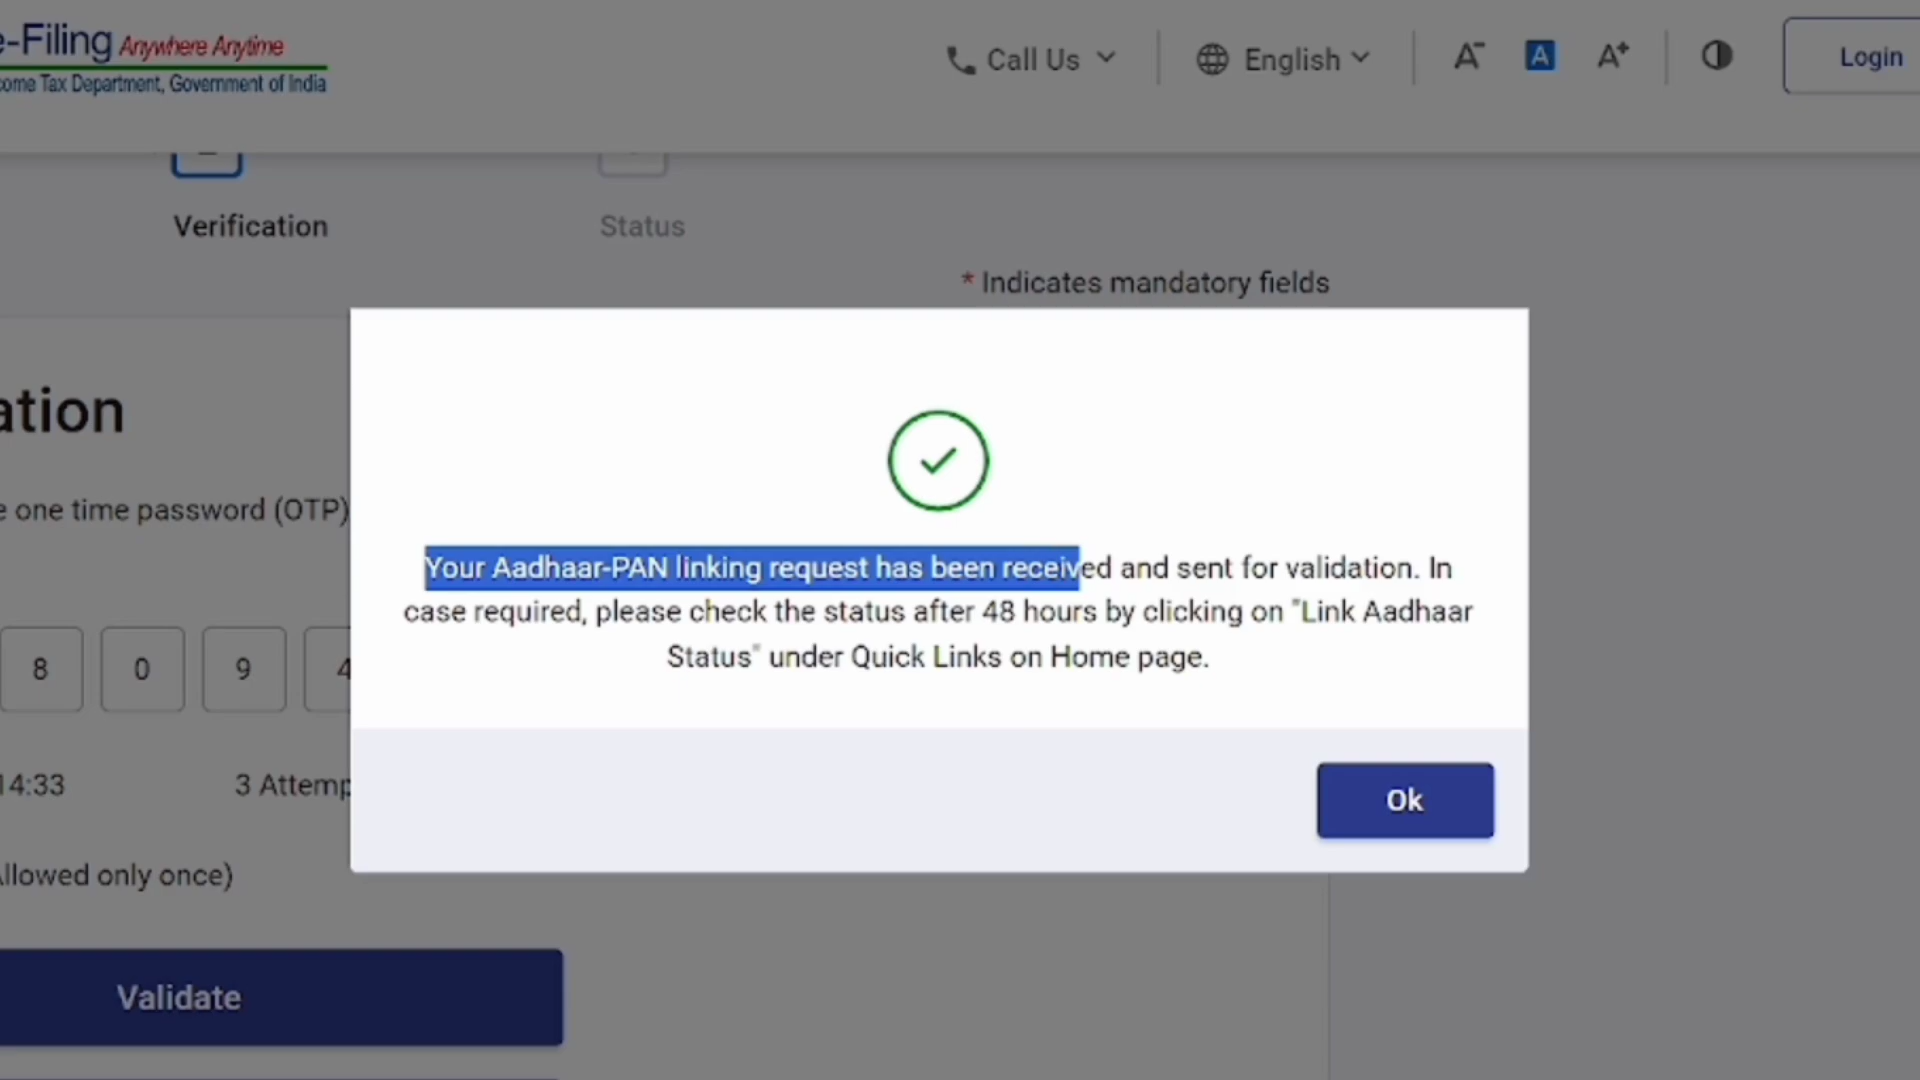 e-Filing Anywhere Anytime
ome Tax Department, Government of India
Call Us
English
A-
A
A+
Login
Verification
Status
* Indicates mandatory fields
ation
e one time password (OTP)
8 0 9 4
14:33
3 Attemp
Your Aadhaar-PAN linking request has been received and sent for validation. In
case required, please check the status after 48 hours by clicking on "Link Aadhaar
Status" under Quick Links on Home page.
Ok
llowed only once)
Validate